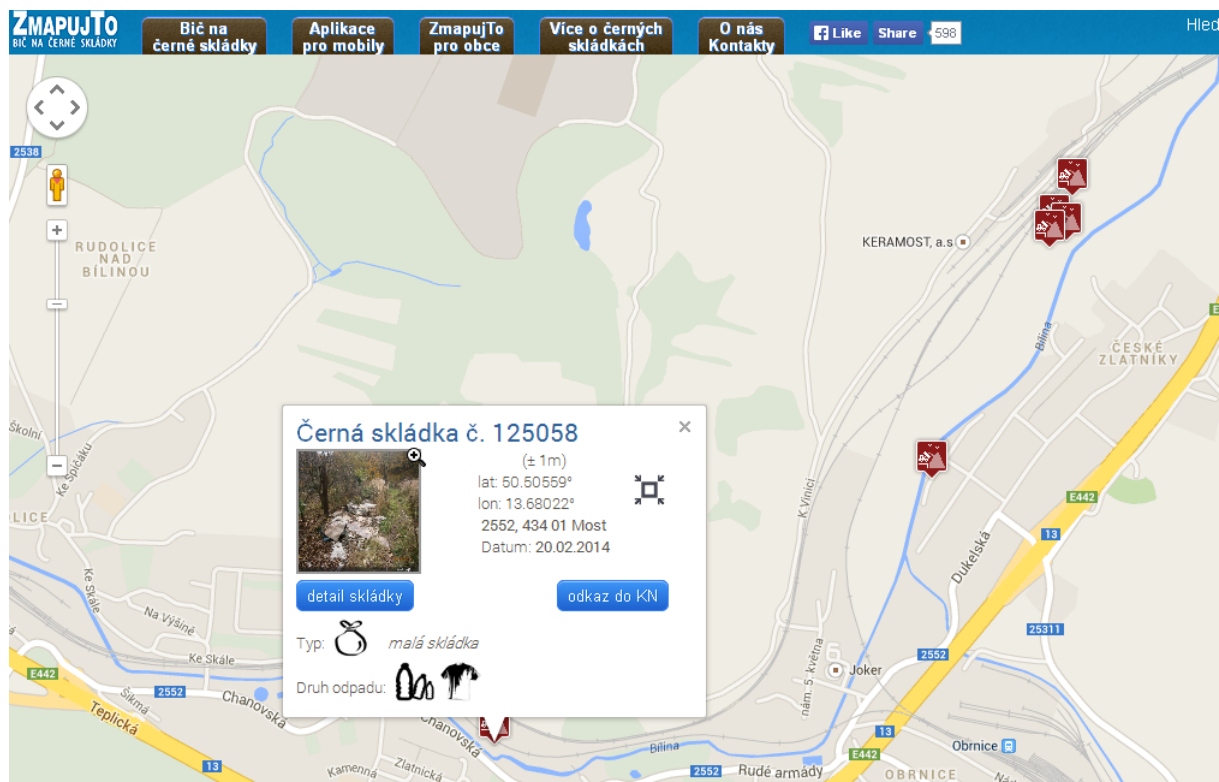 ZMAPUJTO
BIČ NA ČERNÉ SKLÁDKY
Bič na
černé skládky
Aplikace
pro mobily
ZmapujTo
pro obce
Více o černých
skládkách
O nás
Kontakty
Like
Share
598
Hled
2538
RUDOLICE
NAD
BÍLINOU
KERAMOST, a.s
Bílina
ČESKÉ
ZLATNÍKY
E
Školní
Ke Špičáku
LICE
Ke Skále
Na Výšině
Ke Skále
E442
2552
Chanovská
Šikmá
Teplická
13
Černá skládka č. 125058
×
(± 1m)
lat: 50.50559°
lon: 13.68022°
2552, 434 01 Most
Datum: 20.02.2014
detail skládky
odkaz do KN
Typ:
malá skládka
Druh odpadu:
K Vinici
E442
13
Dukelská
25311
2552
nám. 5. května
Joker
Chanovská
Zlatnická
Kamenná
Bílina
2552
Rudé armády
13
E442
Obrnice
OBRNICE